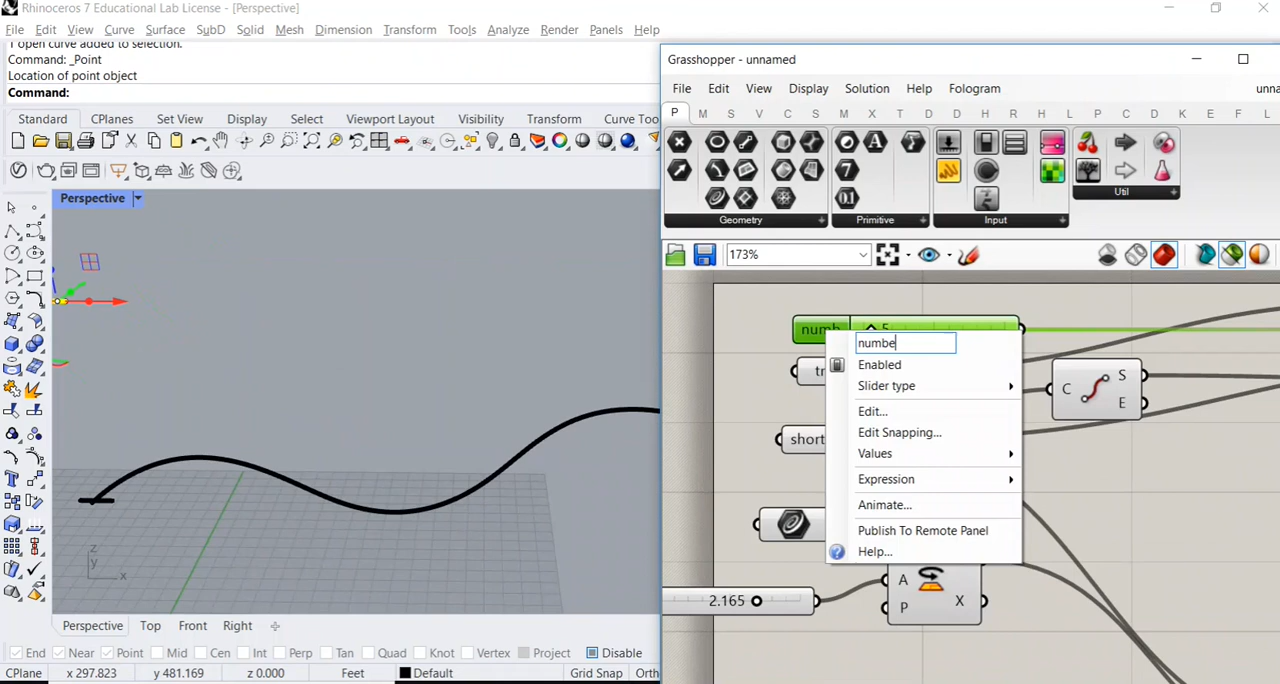 Rhinoceros 7 Educational Lab License - [Perspective]
File Edit View Curve Surface SubD Solid Mesh Dimension Transform Tools Analyze Render Panels Help
1 open curve added to selection.
Command: _Point
Location of point object
Command:
Standard CPlanes Set View Display Select Viewport Layout Visibility Transform Curve Too
Perspective
z
y
x
Perspective Top Front Right
End Near Point Mid Cen Int Perp Tan Quad Knot Vertex Project Disable
CPlane x 297.823 y 481.169 z 0.000 Feet Default Grid Snap Orth
Grasshopper - unnamed
File Edit View Display Solution Help Fologram unna
P M S V C S M X T D D H R H L P C D K E F L
Geometry Primitive Input Util
173%
numb 5
numbe
Enabled
Slider type
Edit...
Edit Snapping...
Values
Expression
Animate...
Publish To Remote Panel
Help...
tr
short
C S
E
A
P X
2.165